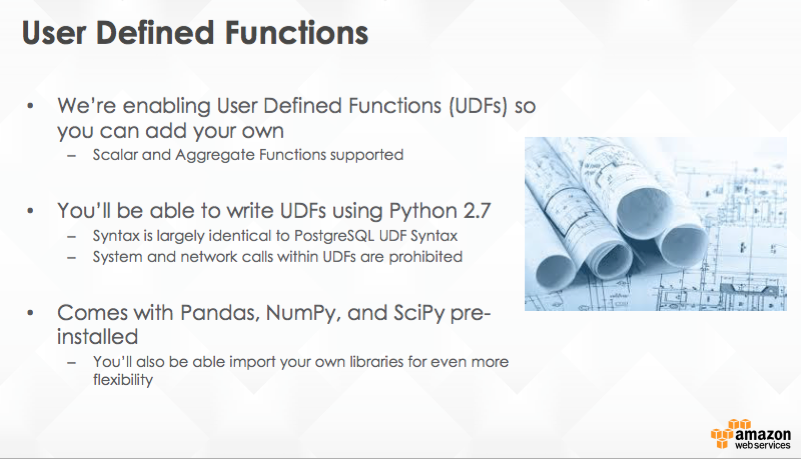 User Defined Functions
• We're enabling User Defined Functions (UDFs) so
you can add your own
– Scalar and Aggregate Functions supported
• You'll be able to write UDFs using Python 2.7
– Syntax is largely identical to PostgreSQL UDF Syntax
– System and network calls within UDFs are prohibited
• Comes with Pandas, NumPy, and SciPy pre-
installed
– You'll also be able import your own libraries for even more
flexibility
amazon
web services